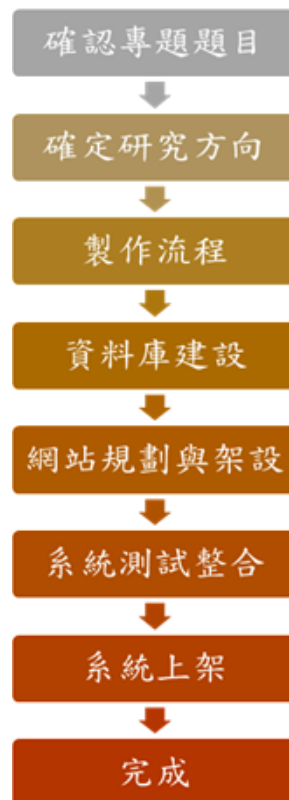 確認專題題目
確定研究方向
製作流程
資料庫建設
網站規劃與架設
系統測試整合
系統上架
完成